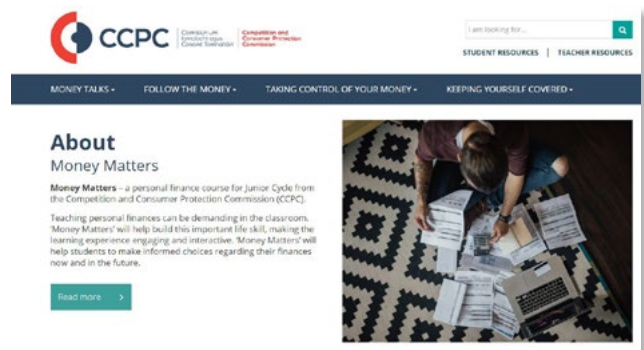 CCPC
Competition and
Consumer Protection
Commission
I am looking for...
STUDENT RESOURCES | TEACHER RESOURCES
MONEY TALKS
FOLLOW THE MONEY
TAKING CONTROL OF YOUR MONEY
KEEPING YOURSELF COVERED
About
Money Matters
Money Matters – a personal finance course for Junior Cycle from
the Competition and Consumer Protection Commission (CCPC).
Teaching personal finances can be demanding in the classroom.
'Money Matters' will help build this important life skill, making the
learning experience engaging and interactive. 'Money Matters' will
help students to make informed choices regarding their finances
now and in the future.
Read more >